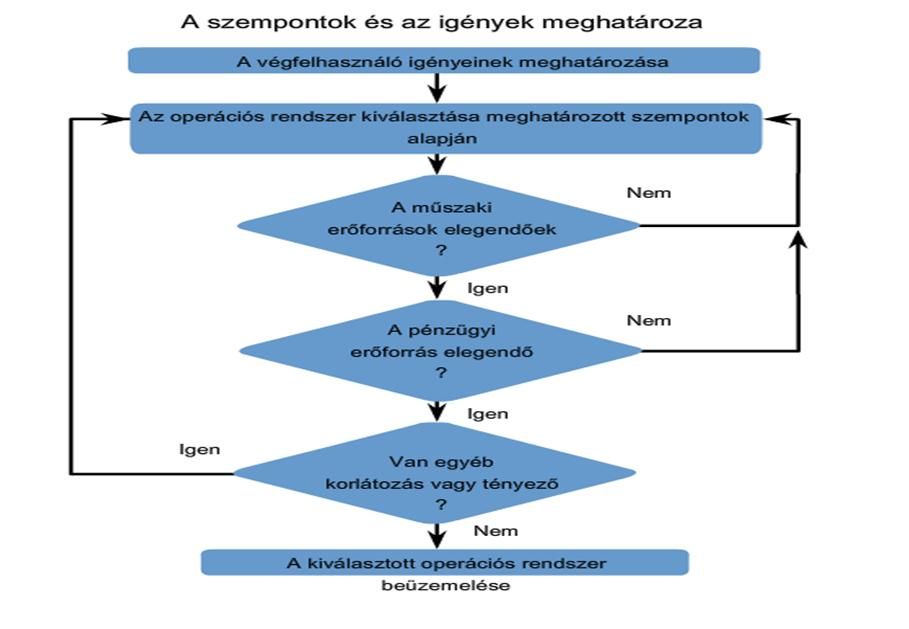 A szempontok és az igények meghatároza
A végfelhasználó igényeinek meghatározása
Az operációs rendszer kiválasztása meghatározott szempontok
alapján
A műszaki
erőforrások elegendőek
?
Nem
Igen
A pénzügyi
erőforrás elegendő
?
Nem
Igen
Van egyéb
korlátozás vagy tényező
?
Igen
Nem
A kiválasztott operációs rendszer
beüzemelése